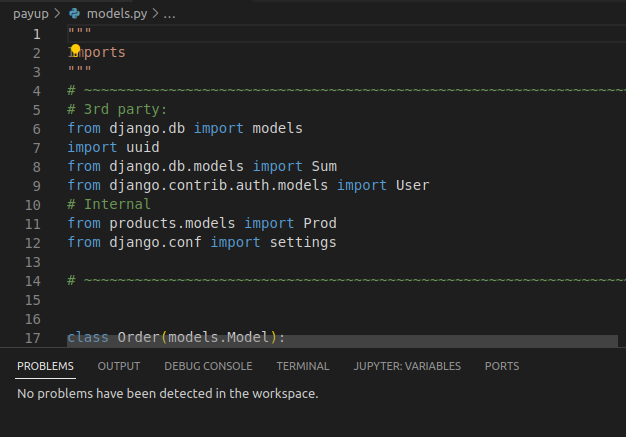 payup > models.py > ...
1 """
2 Imports
3 """
4 # ~~~~~~~~~~~~~~~~~~~~~~~~~~~~~~~~~~~~~~~~~~~~~~~~~~~~~~~~~~~~~~~~~~
5 # 3rd party:
6 from django.db import models
7 import uuid
8 from django.db.models import Sum
9 from django.contrib.auth.models import User
10 # Internal
11 from products.models import Prod
12 from django.conf import settings
13
14 # ~~~~~~~~~~~~~~~~~~~~~~~~~~~~~~~~~~~~~~~~~~~~~~~~~~~~~~~~~~~~~~~~~~
15
16
17 class Order(models.Model):
PROBLEMS OUTPUT DEBUG CONSOLE TERMINAL JUPYTER: VARIABLES PORTS
No problems have been detected in the workspace.